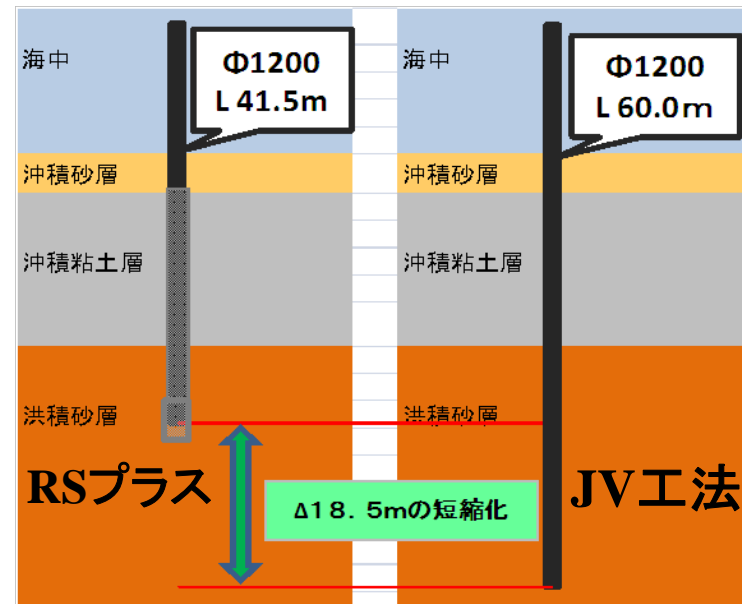 海中
Φ1200
L 41.5m
沖積砂層
沖積粘土層
洪積砂層
RSプラス
海中
Φ1200
L 60.0ｍ
沖積砂層
沖積粘土層
洪積砂層
JV工法
Δ1８．５mの短縮化